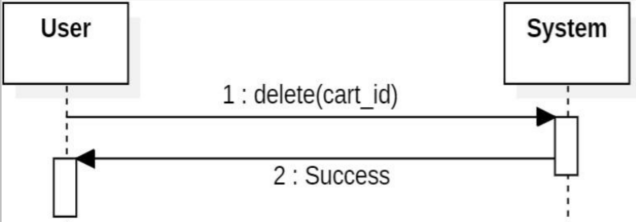 User
System
1 : delete(cart_id)
2 : Success